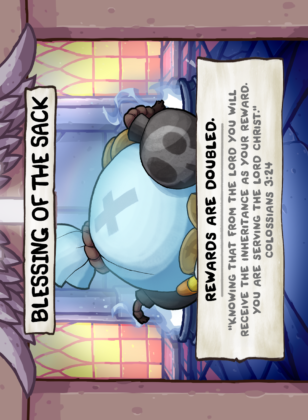 BLESSING OF THE SACK
REWARDS ARE DOUBLED.
"KNOWING THAT FROM THE LORD YOU WILL
RECEIVE THE INHERITANCE AS YOUR REWARD.
YOU ARE SERVING THE LORD CHRIST."
COLOSSIANS 3:24